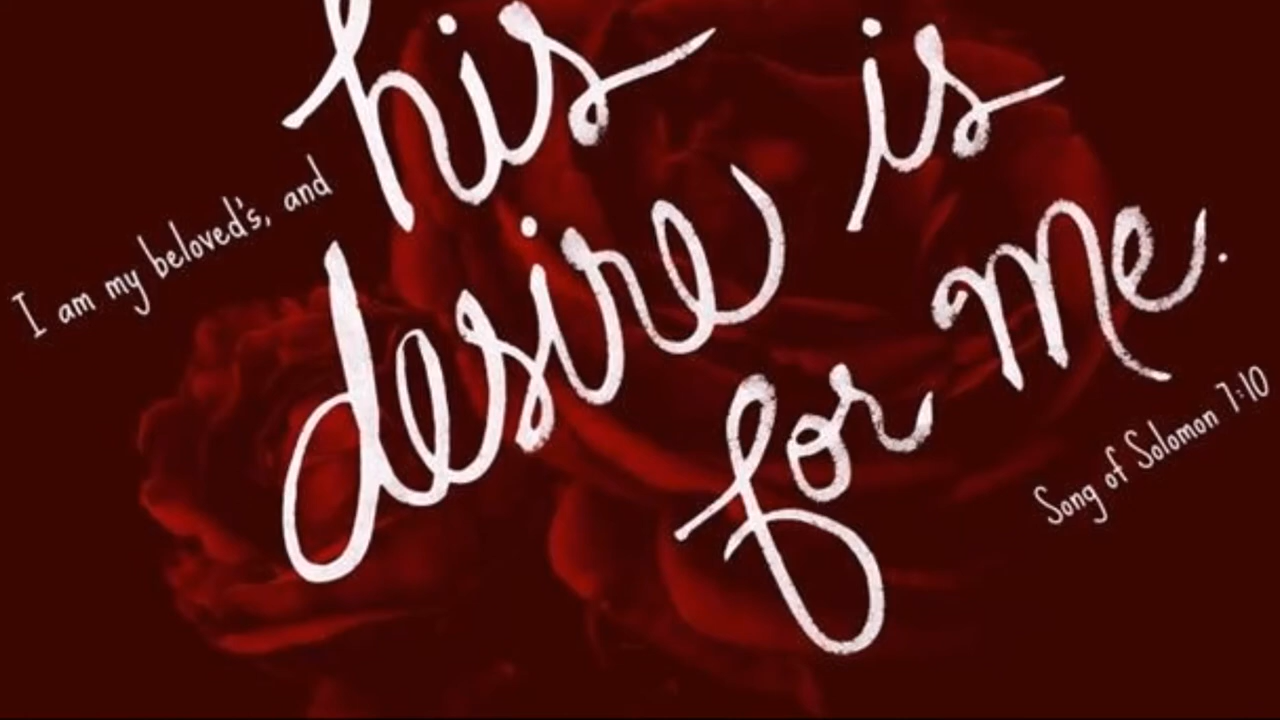 I am my beloved's, and
his
desire is
for me.
Song of Solomon 7:10